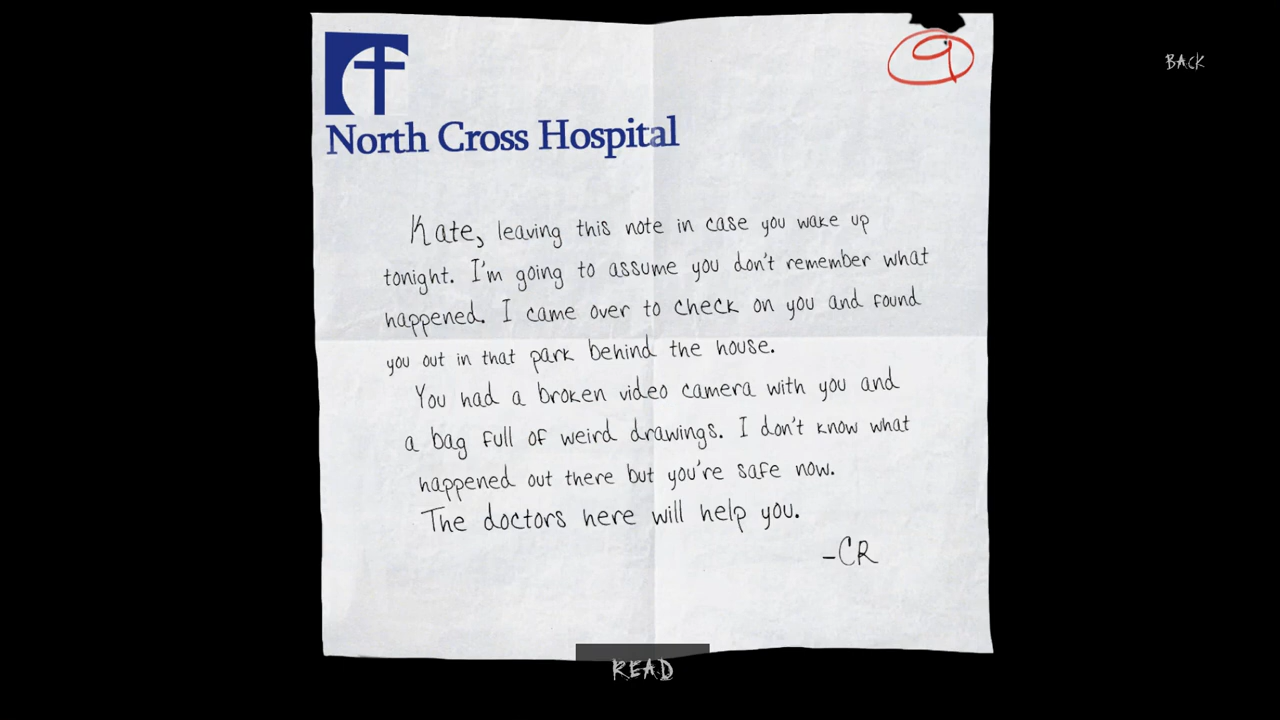 9
BACK
North Cross Hospital
Kate, leaving this note in case you wake up
tonight. I'm going to assume you don't remember what
happened. I came over to check on you and found
you out in that park behind the house.
You had a broken video camera with you and
a bag full of weird drawings. I don't know what
happened out there but you're safe now.
The doctors here will help you.
-CR
READ